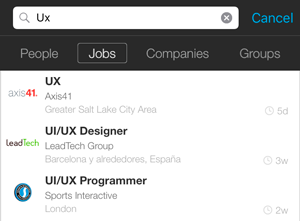 Ux Cancel
People Jobs Companies Groups
UX
axis41. Axis41
Greater Salt Lake City Area 5d
UI/UX Designer
LeadTech LeadTech Group
Barcelona y alrededores, España 3w
UI/UX Programmer
Sports Interactive
London 2w